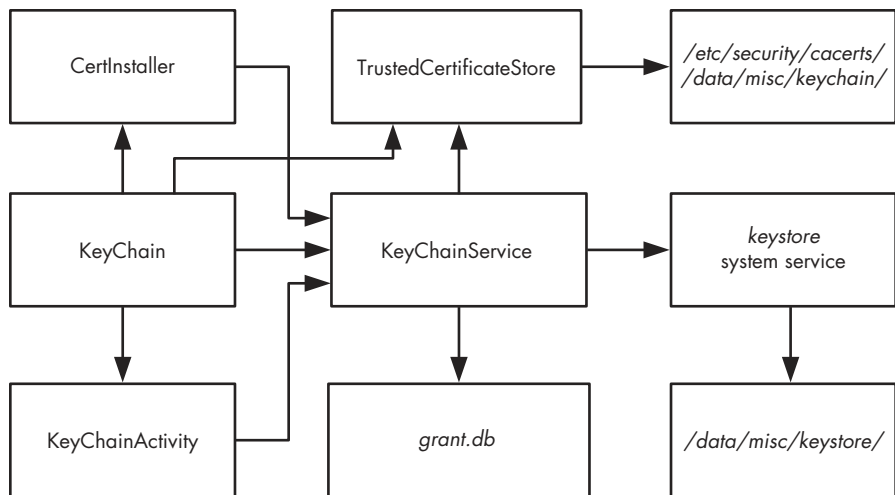 CertInstaller
TrustedCertificateStore
/etc/security/cacerts/
/data/misc/keychain/
KeyChain
KeyChainService
keystore
system service
KeyChainActivity
grant.db
/data/misc/keystore/